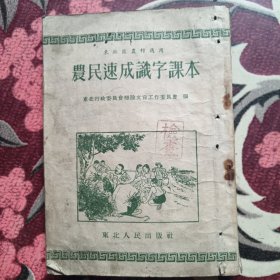 東北區農村適用
農民速成識字課本
東北行政委員會掃除文盲工作委員會 編
東北人民出版社